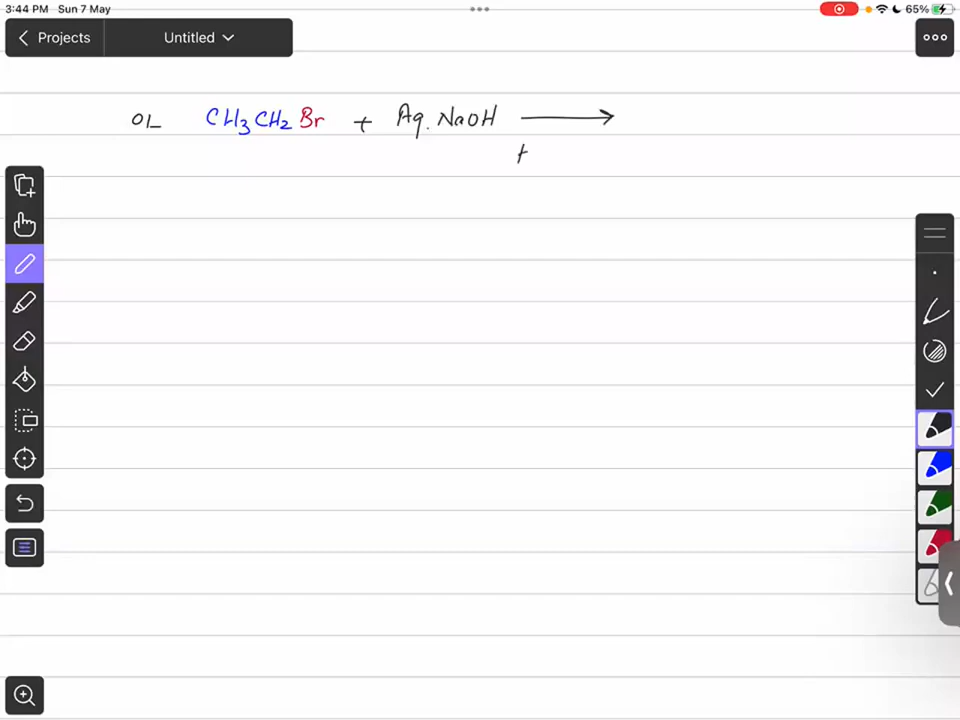 3:44 PM Sun 7 May
65%
Projects
Untitled
01 CH3CH2Br + Aq. NaOH ⟶